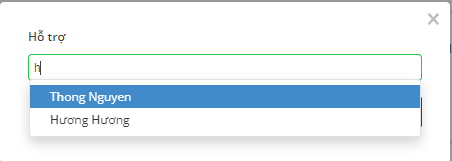 ×
Hỗ trợ
h
Thong Nguyen
Hương Hương